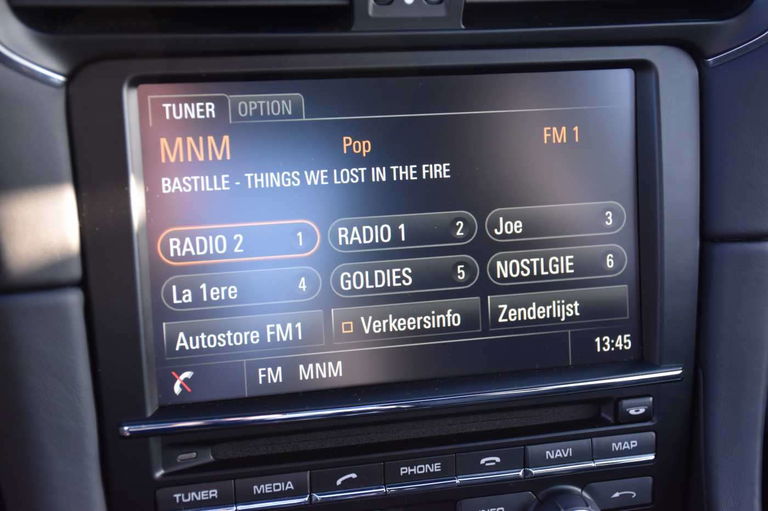 TUNER OPTION
MNM Pop FM 1
BASTILLE - THINGS WE LOST IN THE FIRE
RADIO 2 1 RADIO 1 2 Joe 3
La 1ere 4 GOLDIES 5 NOSTLGIE 6
Autostore FM1 Verkeersinfo Zenderlijst
FM MNM 13:45
TUNER MEDIA PHONE NAVI MAP